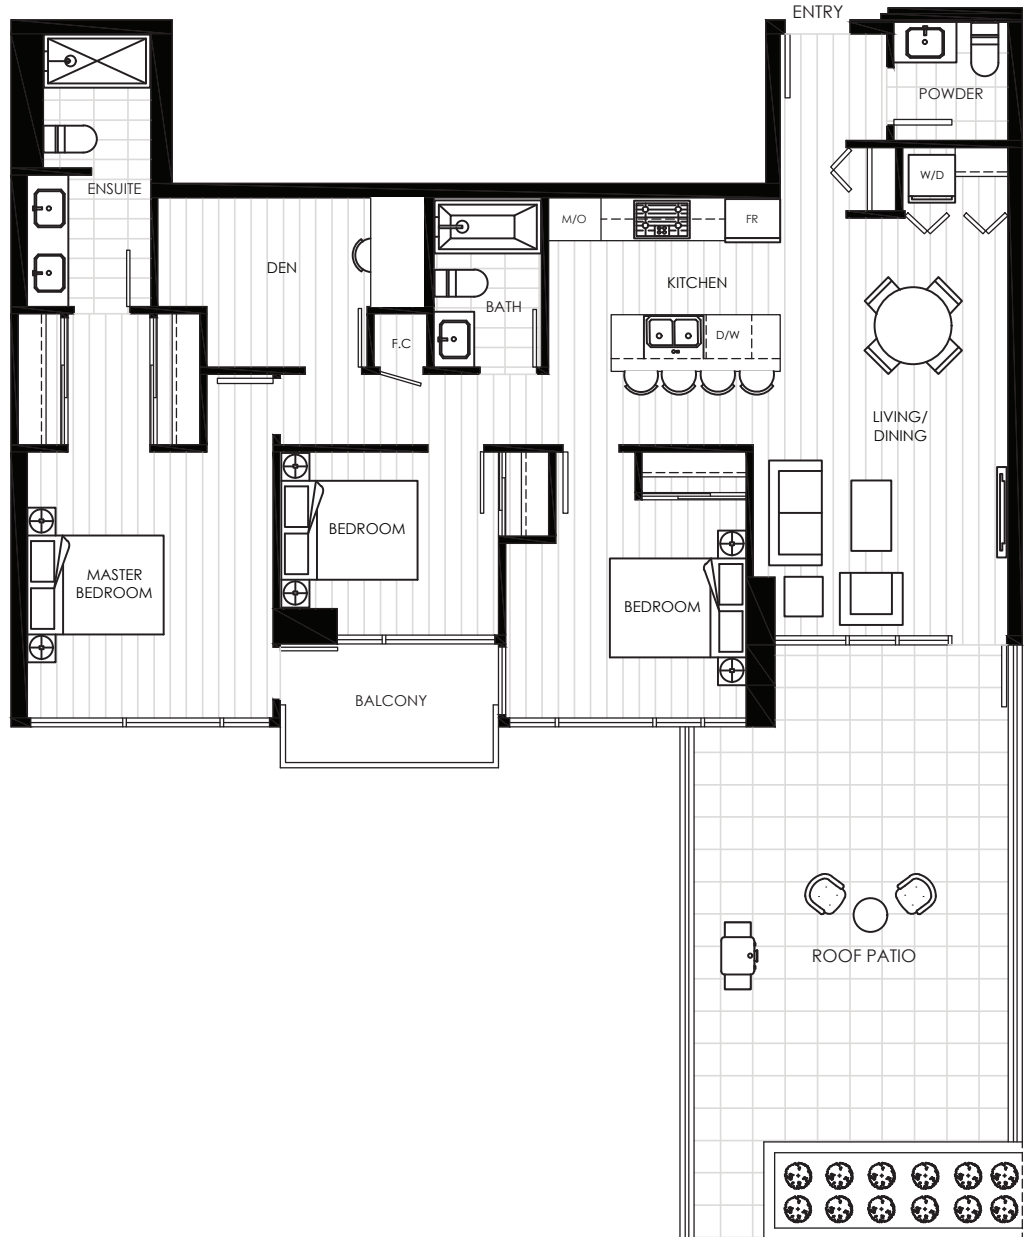 ENTRY
POWDER
W/D
ENSUITE
M/O
FR
DEN
KITCHEN
BATH
D/W
F.C
LIVING/
DINING
BEDROOM
MASTER
BEDROOM
BEDROOM
BALCONY
ROOF PATIO